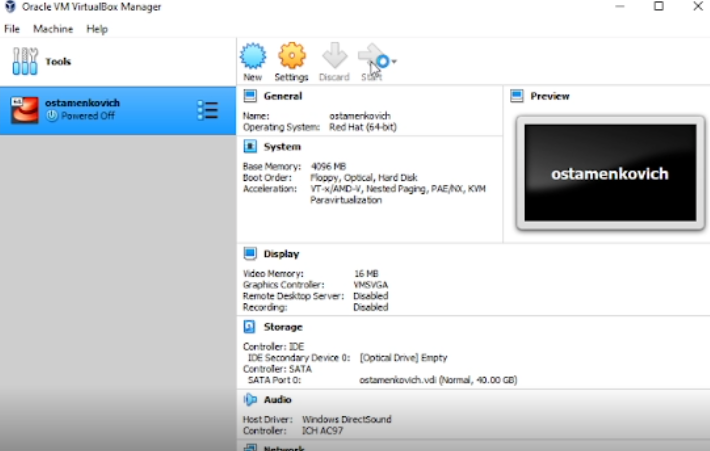 Oracle VM VirtualBox Manager
File Machine Help
Tools
New Settings Discard Start
ostamenkovich
Powered Off
General
Name: ostamenkovich
Operating System: Red Hat (64-bit)
Preview
ostamenkovich
System
Base Memory: 4096 MB
Boot Order: Floppy, Optical, Hard Disk
Acceleration: VT-x/AMD-V, Nested Paging, PAE/NX, KVM
Paravirtualization
Display
Video Memory: 16 MB
Graphics Controller: VMSVGA
Remote Desktop Server: Disabled
Recording: Disabled
Storage
Controller: IDE
IDE Secondary Device 0: [Optical Drive] Empty
Controller: SATA
SATA Port 0: ostamenkovich.vdi (Normal, 40.00 GB)
Audio
Host Driver: Windows DirectSound
Controller: ICH AC97
Network